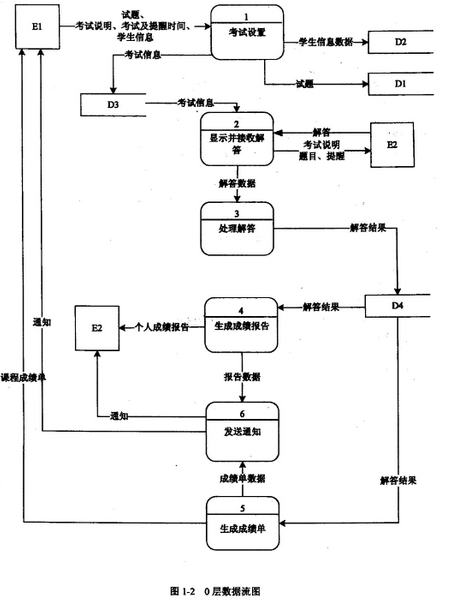 E1
试题、
考试说明、考试及提醒时间、
学生信息
1
考试设置
学生信息数据
D2
考试信息
试题
D1
D3
考试信息
2
显示并接收解
答
解答
考试说明
题目、提醒
E2
解答数据
3
处理解答
解答结果
4
生成成绩报告
解答结果
D4
E2
个人成绩报告
通知
课程成绩单
报告数据
6
发送通知
通知
成绩单数据
解答结果
5
生成成绩单
图 1-2 0 层数据流图